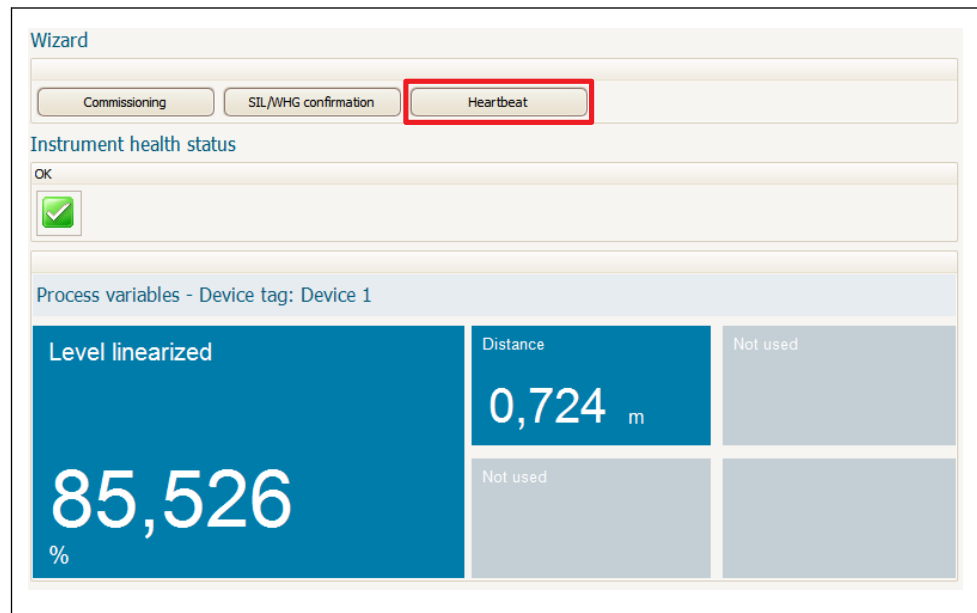 Wizard
Commissioning SIL/WHG confirmation Heartbeat
Instrument health status
OK
Process variables - Device tag: Device 1
Level linearized
85,526
%
Distance
0,724 m
Not used
Not used